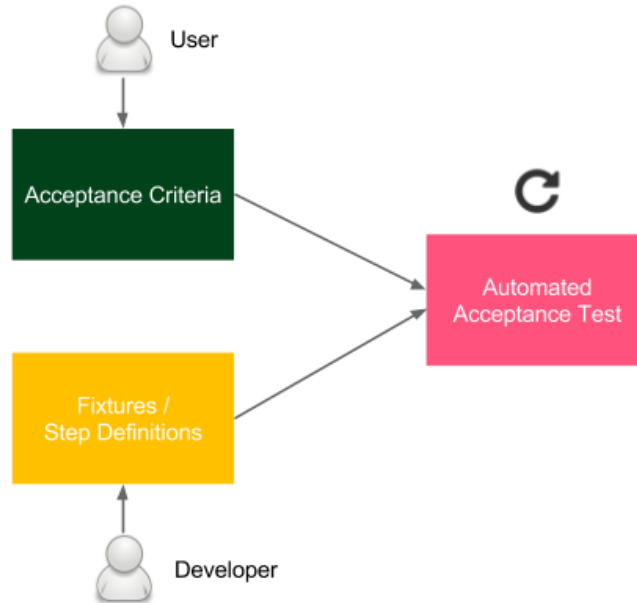 User
Acceptance Criteria
Automated
Acceptance Test
Fixtures /
Step Definitions
Developer